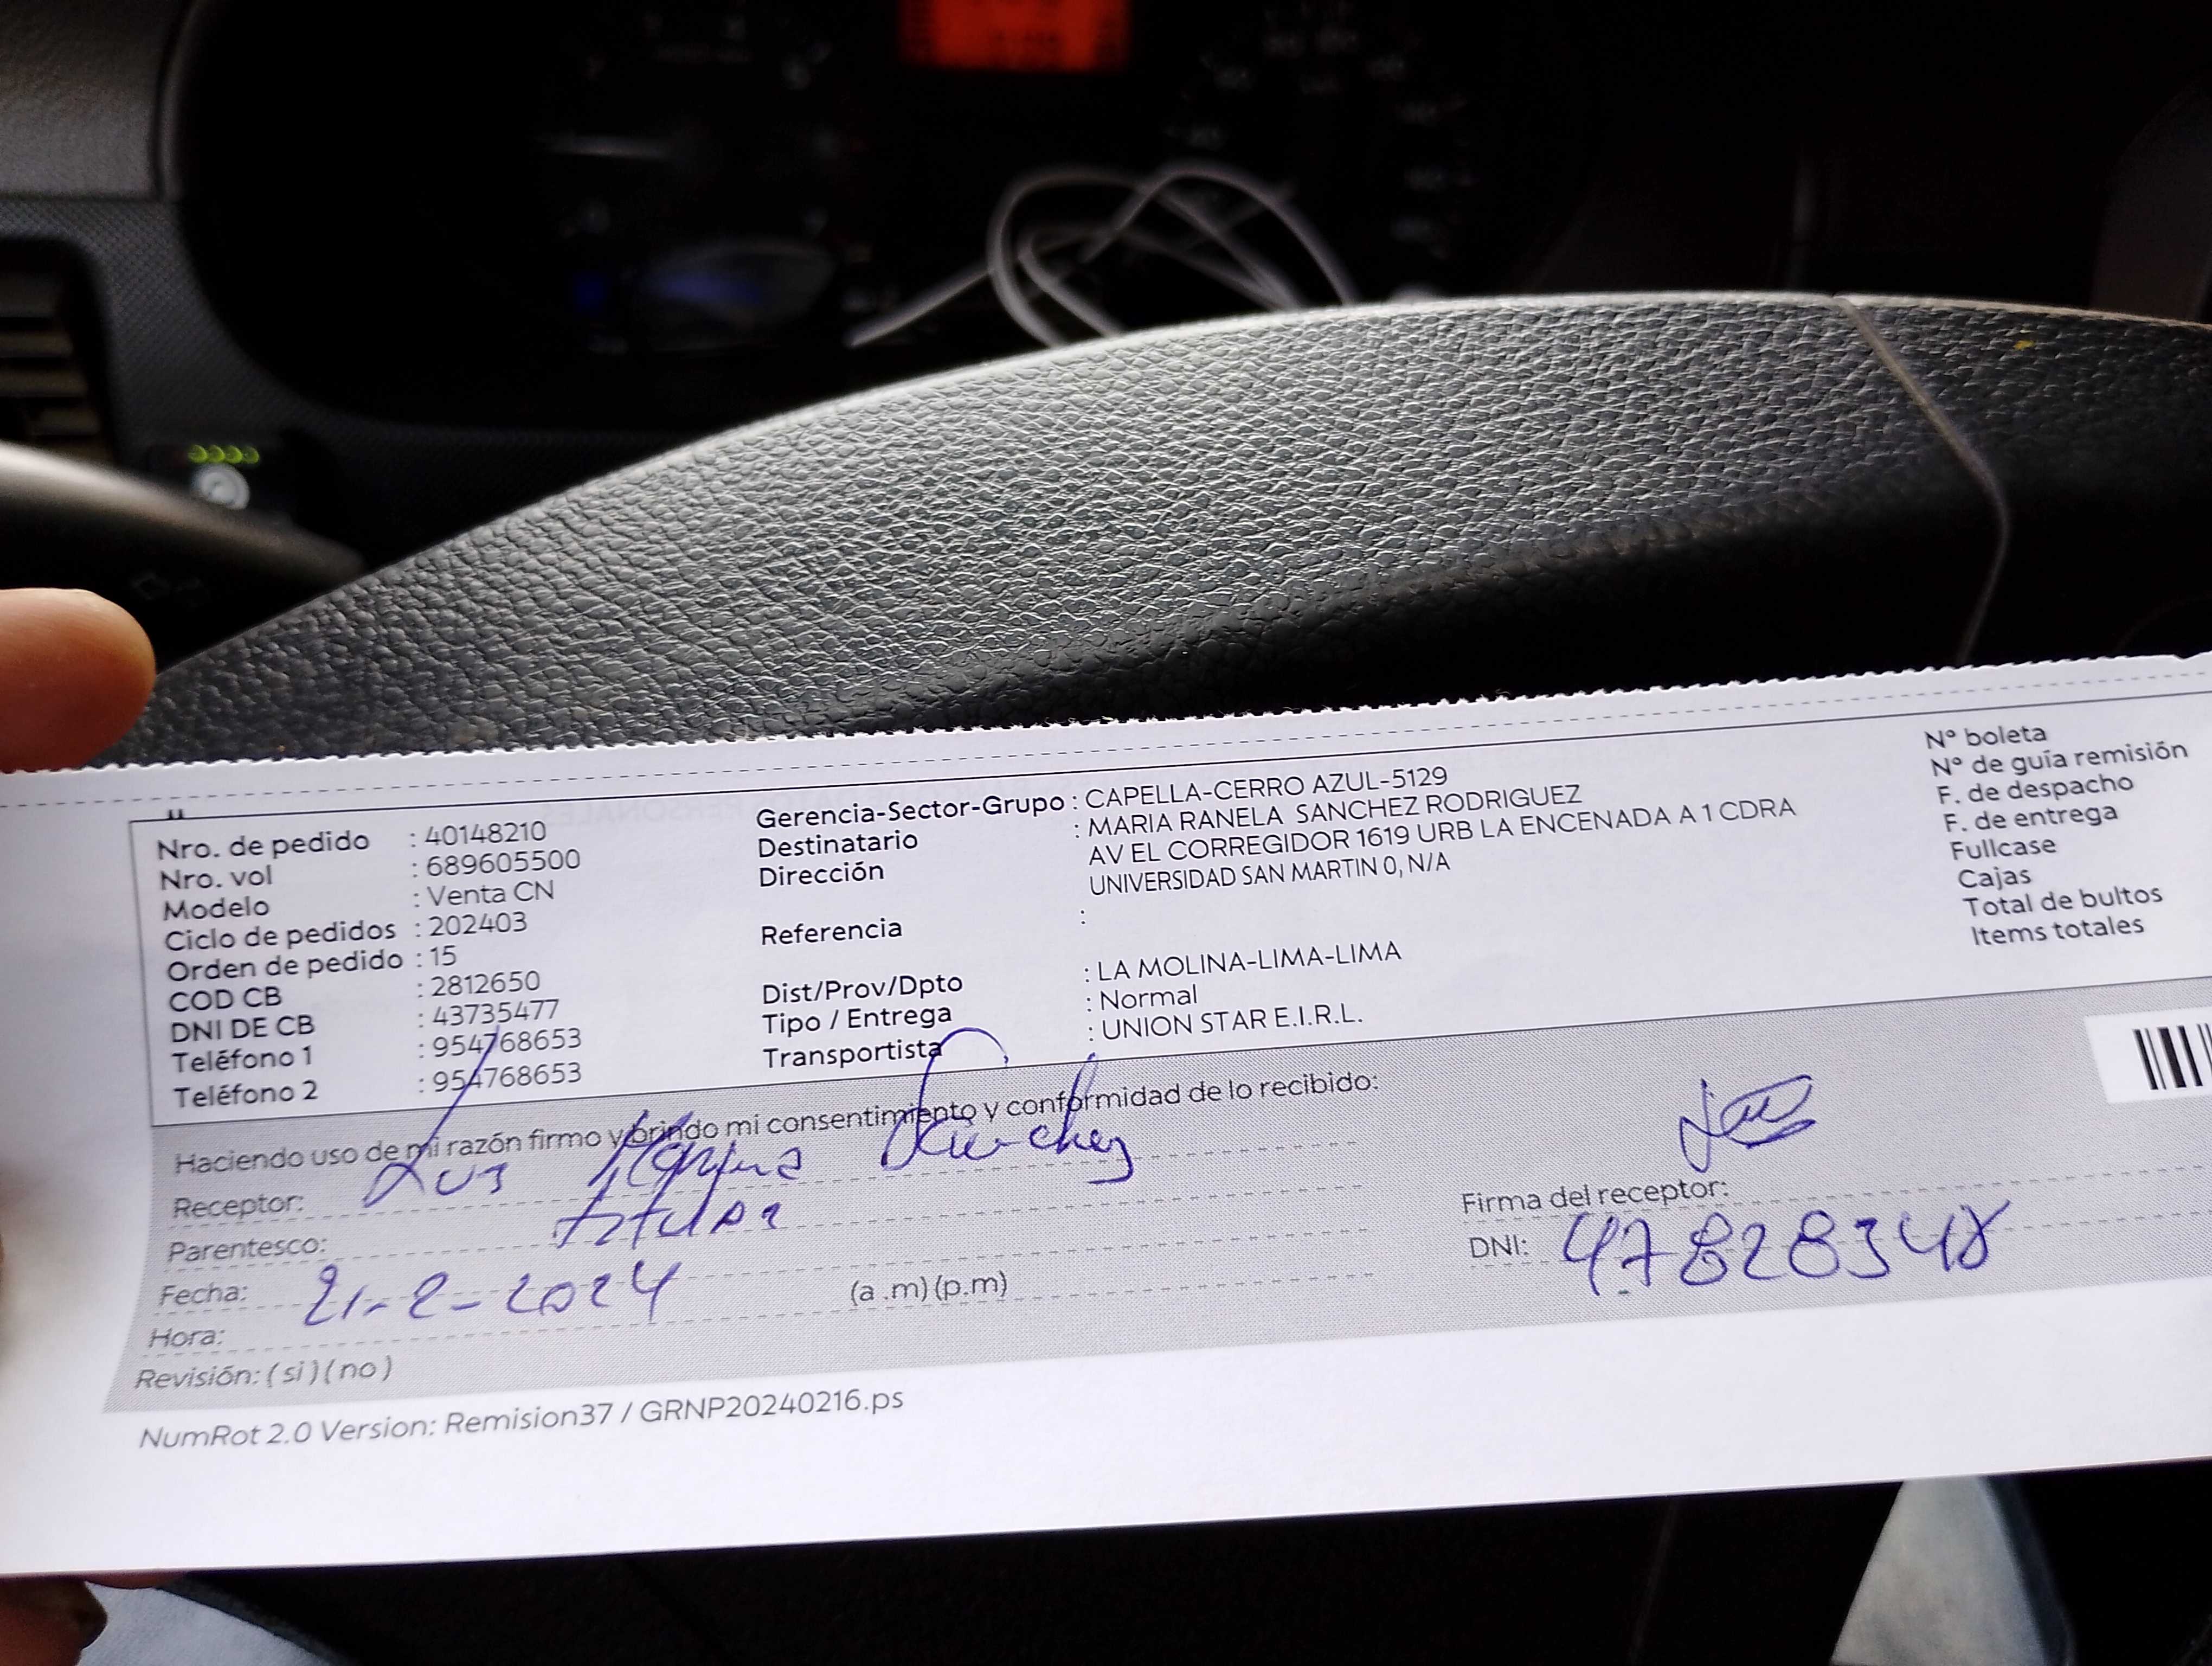 Nro. de pedido : 40148210
Nro. vol : 689605500
Modelo : Venta CN
Ciclo de pedidos : 202403
Orden de pedido : 15
COD CB : 2812650
DNI DE CB : 43735477
Teléfono 1 : 954768653
Teléfono 2 : 954768653
Gerencia-Sector-Grupo : CAPELLA-CERRO AZUL-5129
Destinatario : MARIA RANELA SANCHEZ RODRIGUEZ
Dirección AV EL CORREGIDOR 1619 URB LA ENCENADA A 1 CDRA
UNIVERSIDAD SAN MARTIN 0, N/A
Referencia :
Dist/Prov/Dpto : LA MOLINA-LIMA-LIMA
Tipo / Entrega : Normal
Transportista : UNION STAR E.I.R.L.
N° boleta
N° de guía remisión
F. de despacho
F. de entrega
Fullcase
Cajas
Total de bultos
Items totales
Haciendo uso de mi razón firmo y brindo mi consentimiento y conformidad de lo recibido:
Receptor: Luz Sanchez
Parentesco:
Fecha: 21-2-2024
Hora: (a .m) (p.m)
Revisión: ( si ) ( no )
Firma del receptor:
DNI: 47828348
NumRot 2.0 Version: Remision37 / GRNP20240216.ps